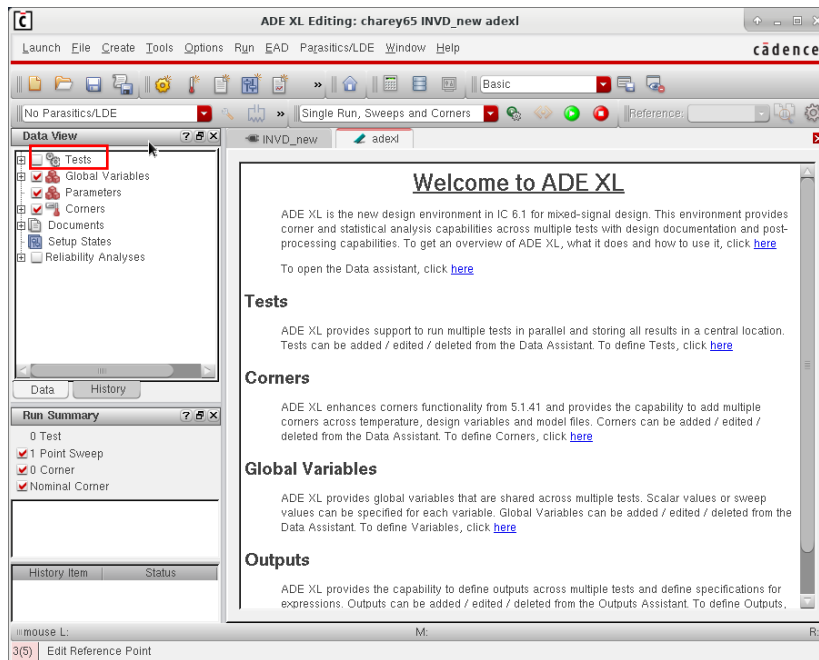 ADE XL Editing: charey65 INVD_new adexl
Launch File Create Tools Options Run EAD Parasitics/LDE Window Help
cādence
» Basic
No Parasitics/LDE » Single Run, Sweeps and Corners Reference:
Data View
INVD_new adexl
Tests
Global Variables
Parameters
Corners
Documents
Setup States
Reliability Analyses
Data History
Run Summary
0 Test
1 Point Sweep
0 Corner
Nominal Corner
History Item Status
Welcome to ADE XL
ADE XL is the new design environment in IC 6.1 for mixed-signal design. This environment provides
corner and statistical analysis capabilities across multiple tests with design documentation and post-
processing capabilities. To get an overview of ADE XL, what it does and how to use it, click here
To open the Data assistant, click here
Tests
ADE XL provides support to run multiple tests in parallel and storing all results in a central location.
Tests can be added / edited / deleted from the Data Assistant. To define Tests, click here
Corners
ADE XL enhances corners functionality from 5.1.41 and provides the capability to add multiple
corners across temperature, design variables and model files. Corners can be added / edited /
deleted from the Data Assistant. To define Corners, click here
Global Variables
ADE XL provides global variables that are shared across multiple tests. Scalar values or sweep
values can be specified for each variable. Global Variables can be added / edited / deleted from the
Data Assistant. To define Variables, click here
Outputs
ADE XL provides the capability to define outputs across multiple tests and define specifications for
expressions. Outputs can be added / edited / deleted from the Outputs Assistant. To define Outputs,
mouse L: M: R:
3(5) Edit Reference Point